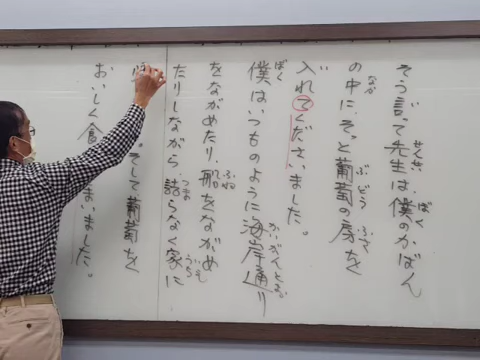 そう言って先生は、僕のかばん
の中に、そっと葡萄の房を
入れてくださいました。
僕はいつものように海岸通り
をながめたり、船をながめ
たりしながら、詰らなく家に
。そして葡萄を
おいしく食まいました。